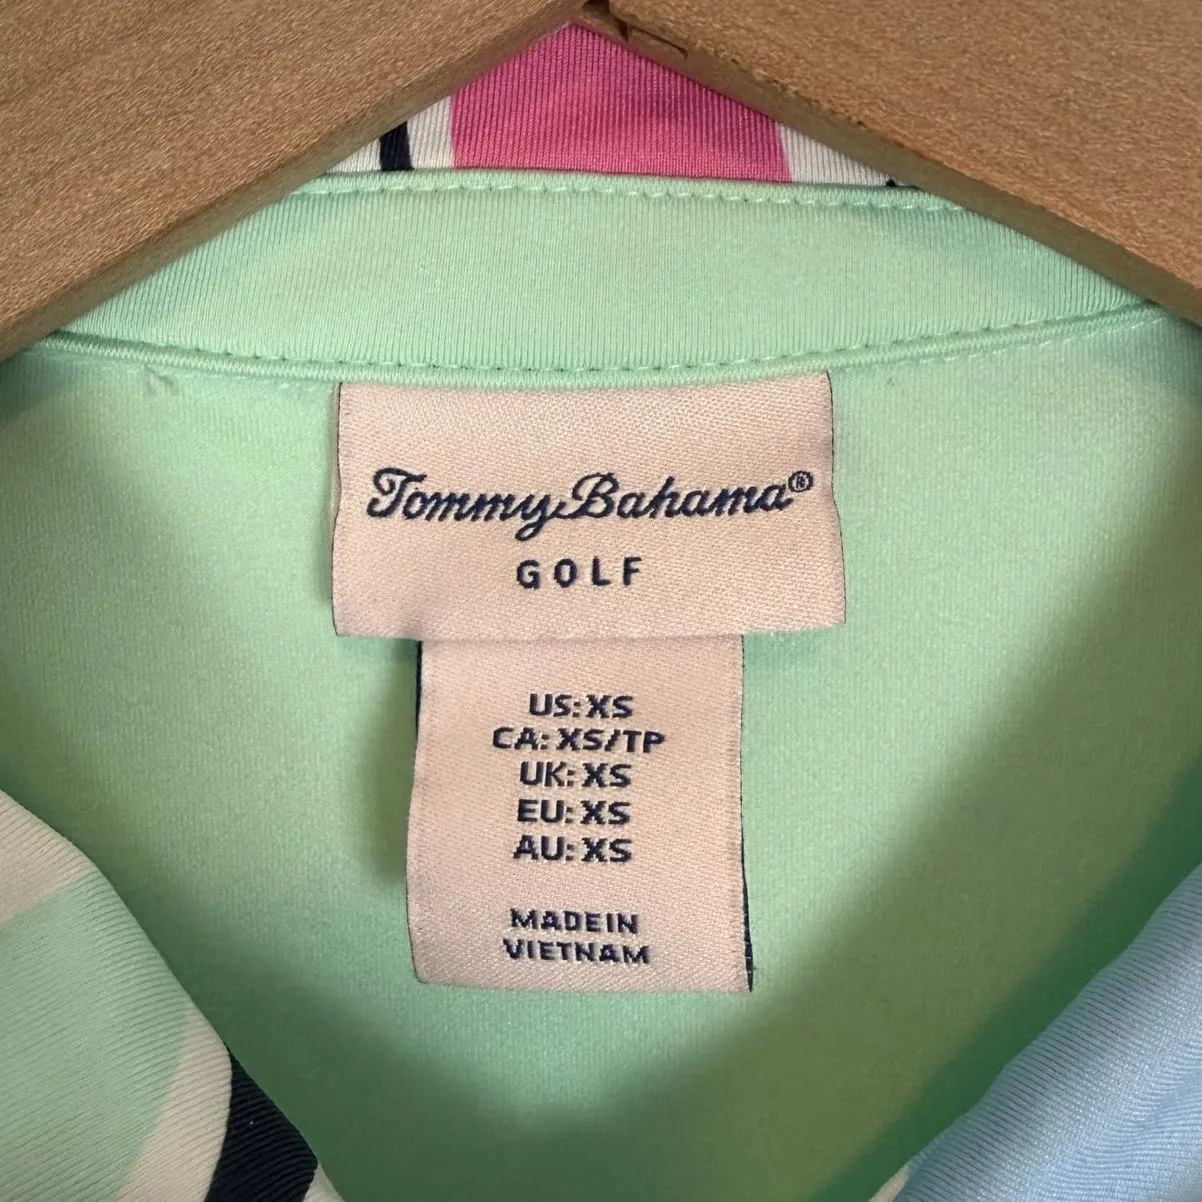 Tommy Bahama®
GOLF
US: XS
CA: XS/TP
UK: XS
EU: XS
AU: XS
MADE IN
VIETNAM